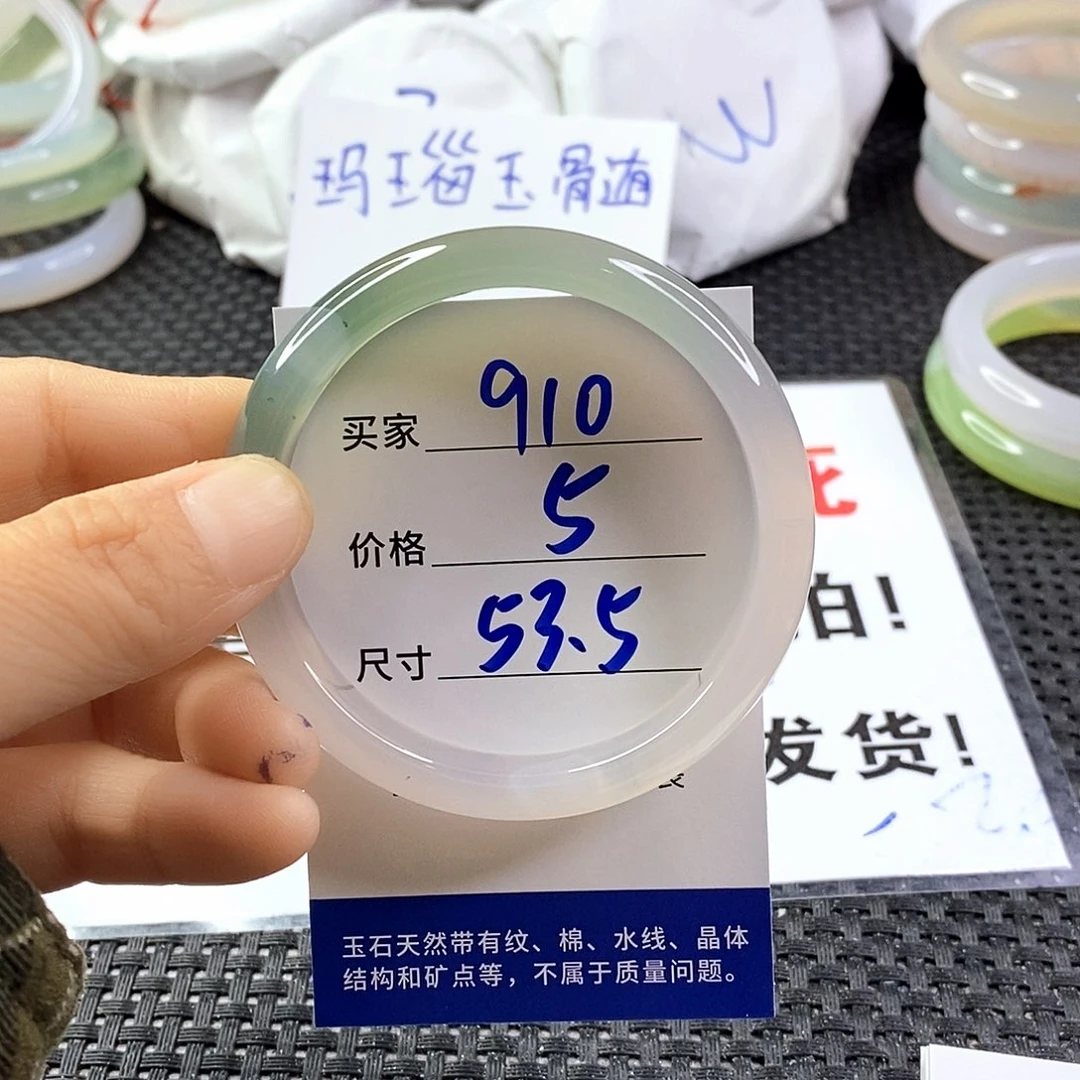 玛瑙玉骨髓
买家 910
价格 5
尺寸 53.5
拍!
发货!
玉石天然带有纹、棉、水线、晶体
结构和矿点等，不属于质量问题。